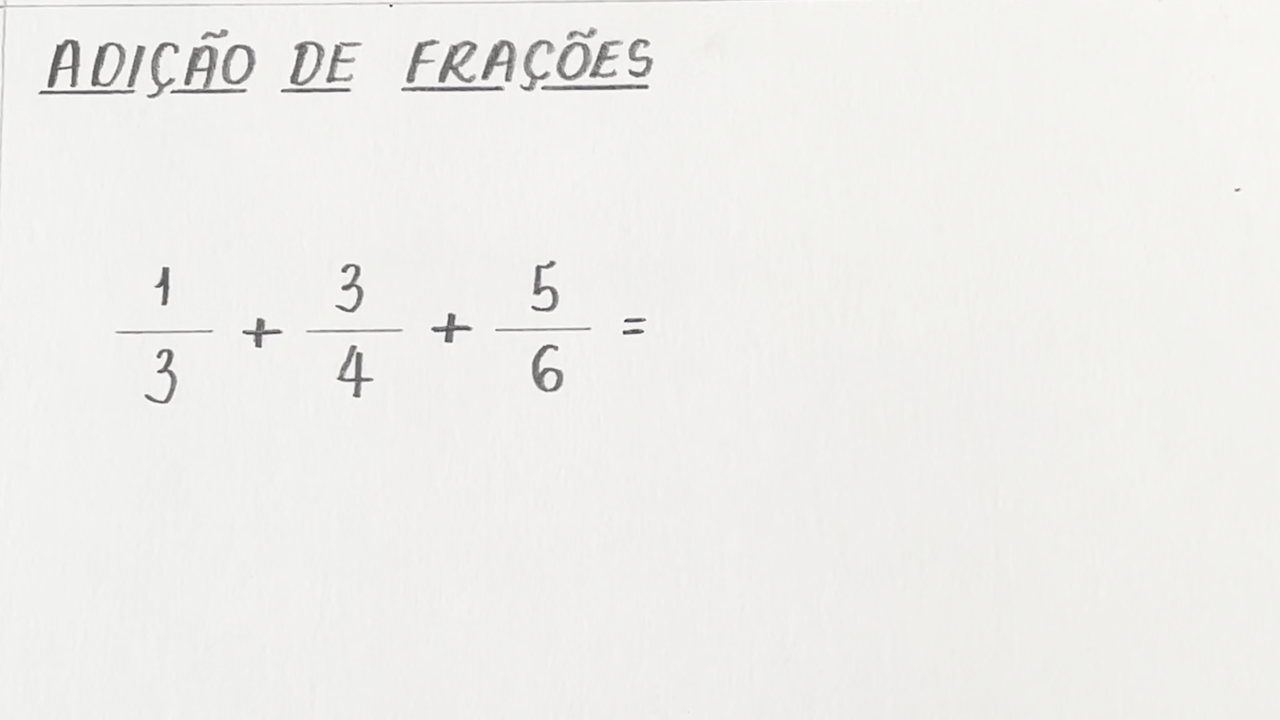 ADIÇÃO DE FRAÇÕES
1/3 + 3/4 + 5/6 =